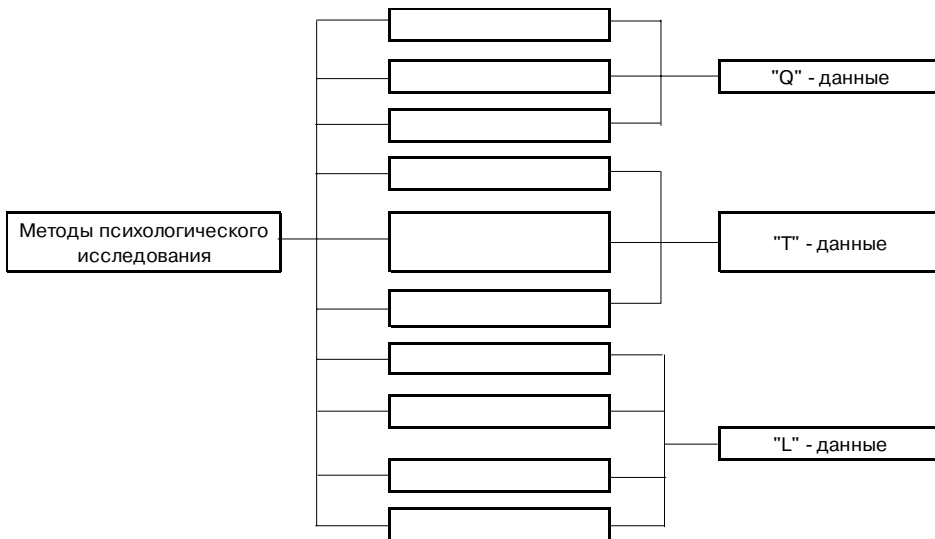 "Q" - данные
Методы психологического
исследования
"T" - данные
"L" - данные